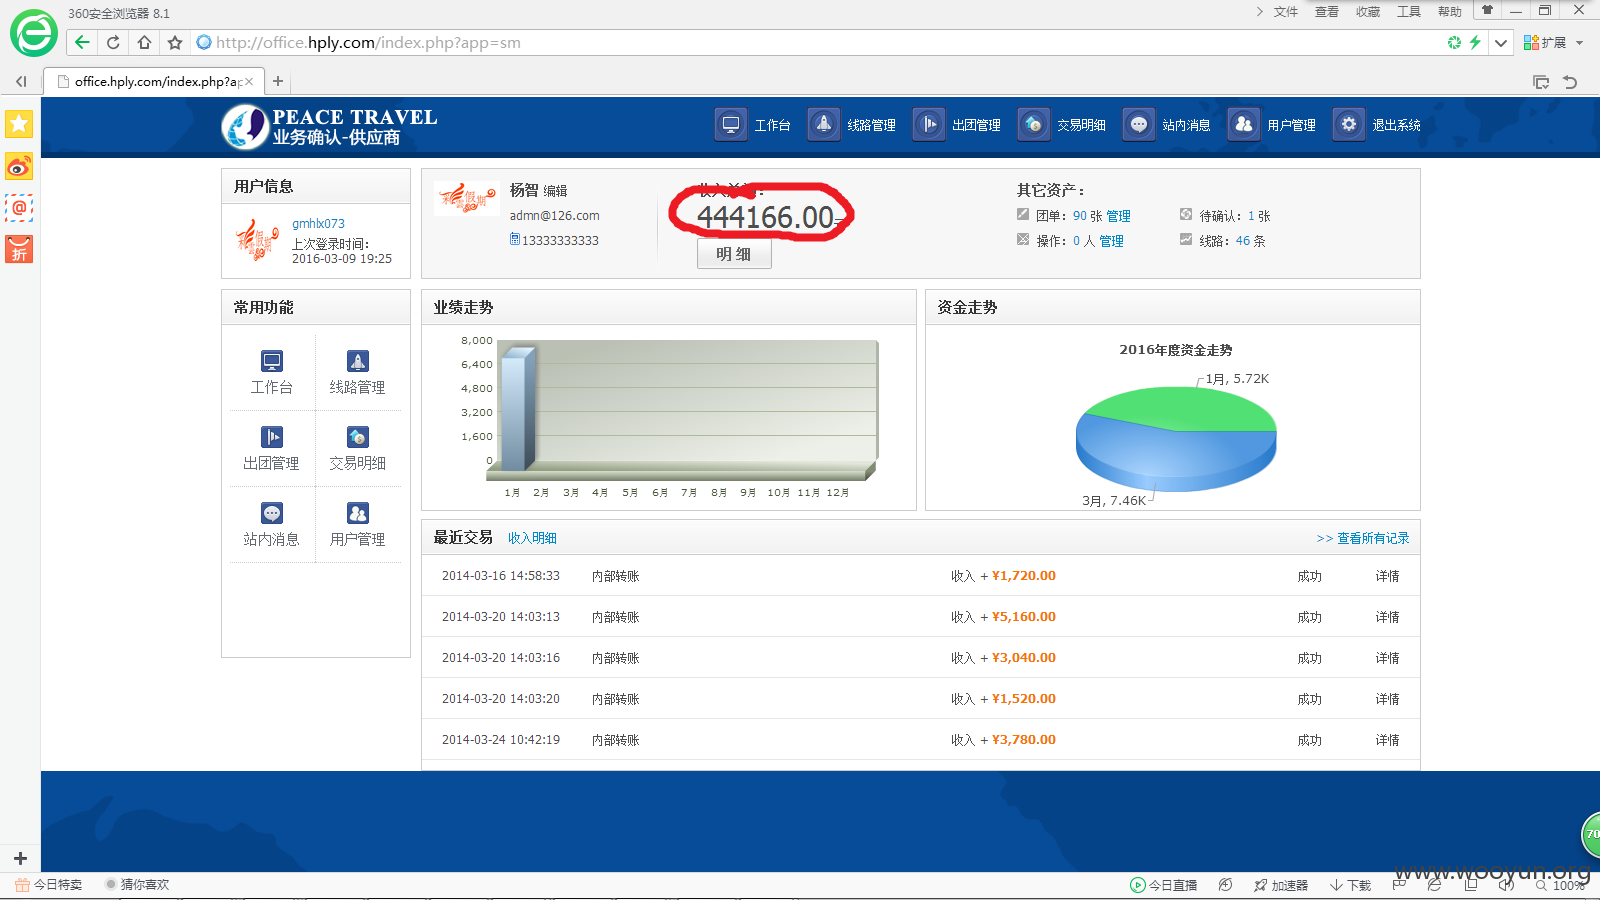 360安全浏览器 8.1
文件 查看 收藏 工具 帮助
http://office.hply.com/index.php?app=sm
扩展
office.hply.com/index.php?ap
PEACE TRAVEL
业务确认-供应商
工作台 线路管理 出团管理 交易明细 站内消息 用户管理 退出系统
用户信息
gmhlx073
上次登录时间：
2016-03-09 19:25
杨智 编辑
admn@126.com
13333333333
444166.00
明 细
其它资产：
团单：90 张 管理
待确认：1 张
操作：0 人 管理
线路：46 条
常用功能
工作台 线路管理
出团管理 交易明细
站内消息 用户管理
业绩走势
8,000
6,400
4,800
3,200
1,600
0
1月 2月 3月 4月 5月 6月 7月 8月 9月 10月 11月 12月
资金走势
2016年度资金走势
1月, 5.72K
3月, 7.46K
最近交易 收入明细 >> 查看所有记录
2014-03-16 14:58:33 内部转账 收入 + ¥1,720.00 成功 详情
2014-03-20 14:03:13 内部转账 收入 + ¥5,160.00 成功 详情
2014-03-20 14:03:16 内部转账 收入 + ¥3,040.00 成功 详情
2014-03-20 14:03:20 内部转账 收入 + ¥1,520.00 成功 详情
2014-03-24 10:42:19 内部转账 收入 + ¥3,780.00 成功 详情
折
70
今日特卖 猜你喜欢
今日直播 加速器 下载 100%
www.wooyun.org